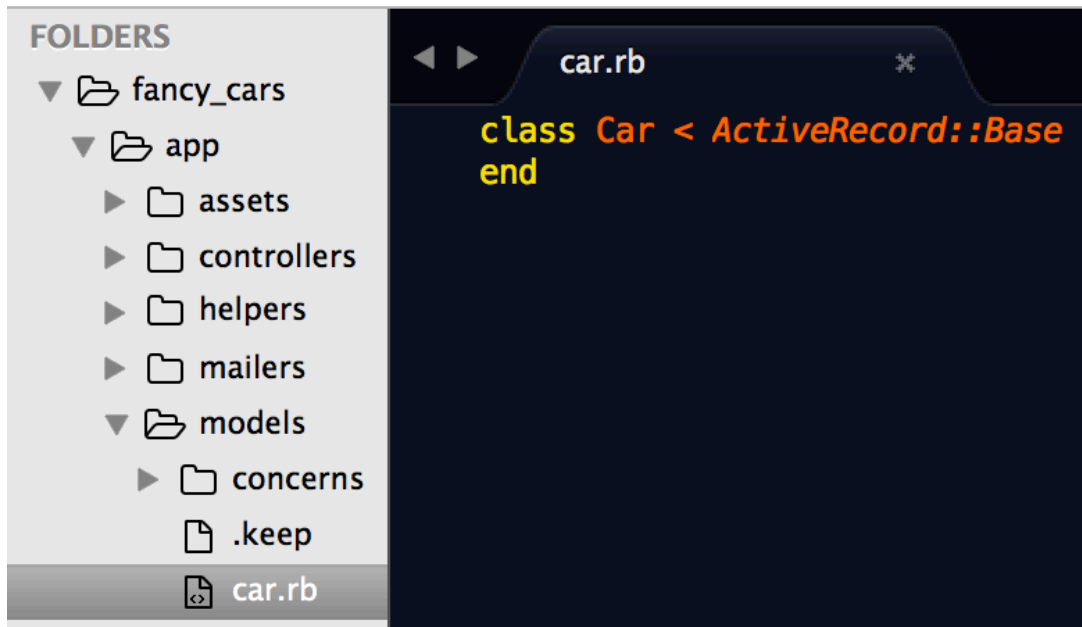 FOLDERS
fancy_cars
app
assets
controllers
helpers
mailers
models
concerns
.keep
car.rb
car.rb
class Car < ActiveRecord::Base
end